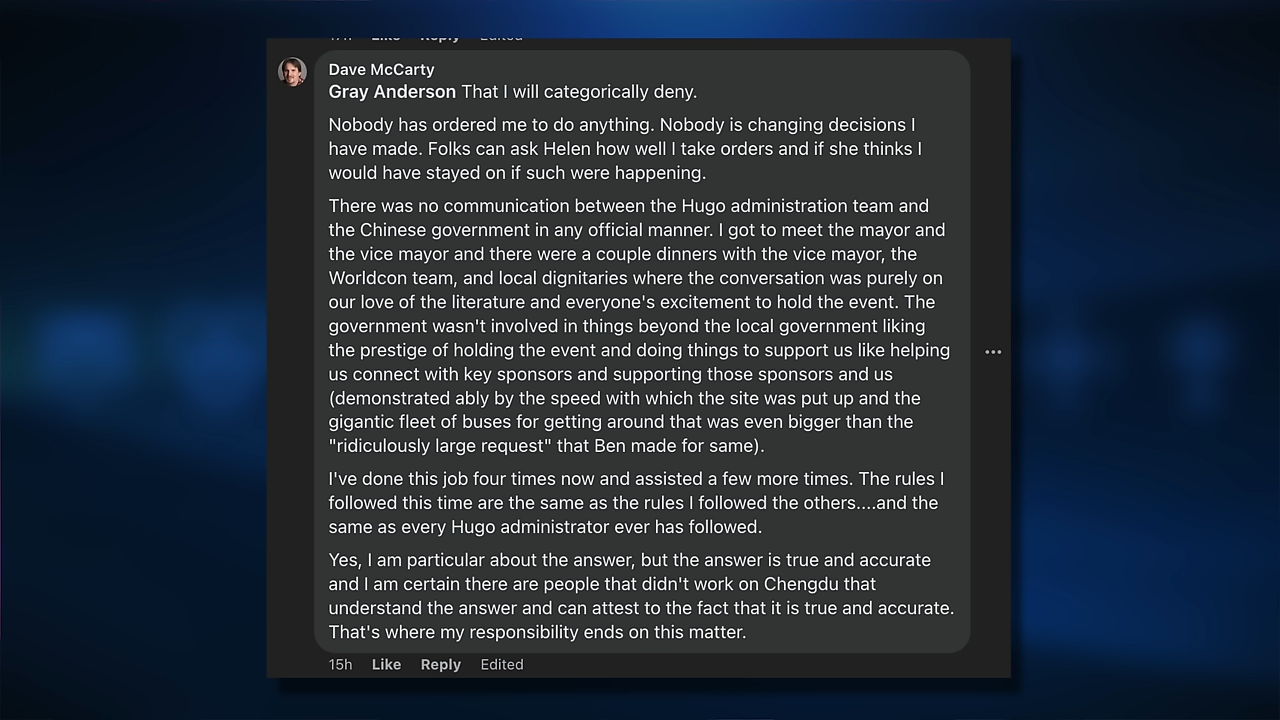 17h Like Reply Edited
Dave McCarty
Gray Anderson That I will categorically deny.
Nobody has ordered me to do anything. Nobody is changing decisions I
have made. Folks can ask Helen how well I take orders and if she thinks I
would have stayed on if such were happening.
There was no communication between the Hugo administration team and
the Chinese government in any official manner. I got to meet the mayor and
the vice mayor and there were a couple dinners with the vice mayor, the
Worldcon team, and local dignitaries where the conversation was purely on
our love of the literature and everyone's excitement to hold the event. The
government wasn't involved in things beyond the local government liking
the prestige of holding the event and doing things to support us like helping
us connect with key sponsors and supporting those sponsors and us
(demonstrated ably by the speed with which the site was put up and the
gigantic fleet of buses for getting around that was even bigger than the
"ridiculously large request" that Ben made for same).
I've done this job four times now and assisted a few more times. The rules I
followed this time are the same as the rules I followed the others....and the
same as every Hugo administrator ever has followed.
Yes, I am particular about the answer, but the answer is true and accurate
and I am certain there are people that didn't work on Chengdu that
understand the answer and can attest to the fact that it is true and accurate.
That's where my responsibility ends on this matter.
15h Like Reply Edited